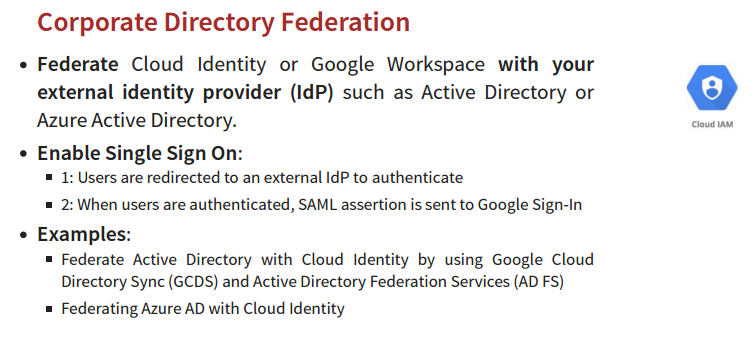 Corporate Directory Federation
• Federate Cloud Identity or Google Workspace with your
external identity provider (IdP) such as Active Directory or
Azure Active Directory.
• Enable Single Sign On:
▪ 1: Users are redirected to an external IdP to authenticate
▪ 2: When users are authenticated, SAML assertion is sent to Google Sign-In
• Examples:
▪ Federate Active Directory with Cloud Identity by using Google Cloud
Directory Sync (GCDS) and Active Directory Federation Services (AD FS)
▪ Federating Azure AD with Cloud Identity
Cloud IAM